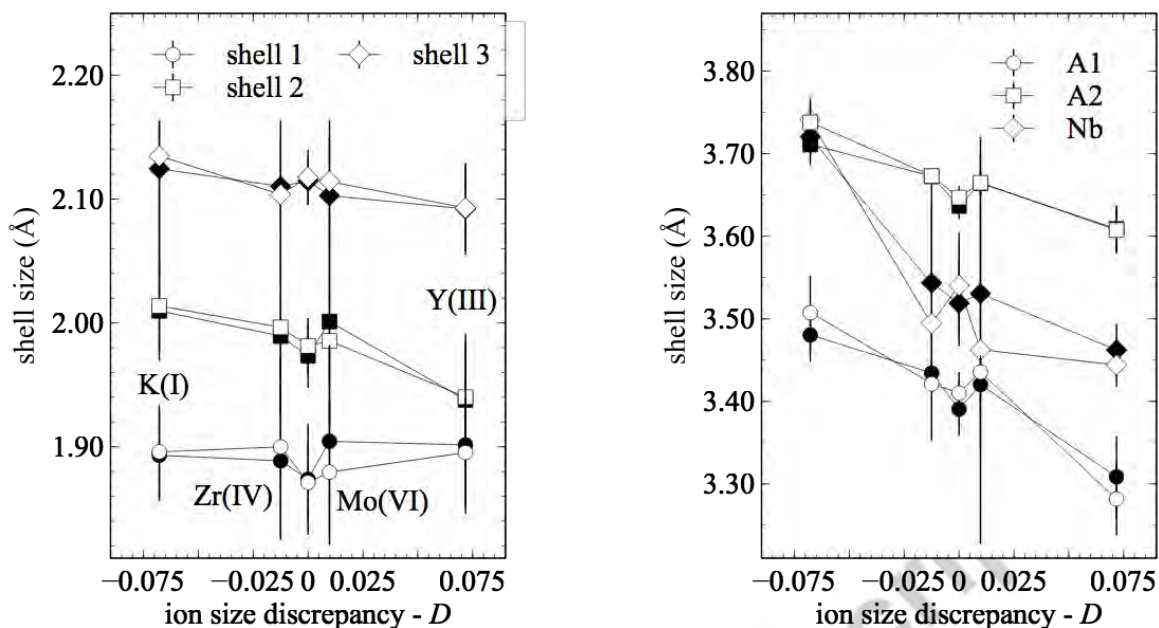 shell 1
shell 3
shell 2
2.20
2.10
2.00
1.90
shell size (Å)
K(I)
Zr(IV)
Mo(VI)
Y(III)
−0.075
−0.025
0
0.025
0.075
ion size discrepancy - D
A1
A2
Nb
3.80
3.70
3.60
3.50
3.40
3.30
shell size (Å)
−0.075
−0.025
0
0.025
0.075
ion size discrepancy - D